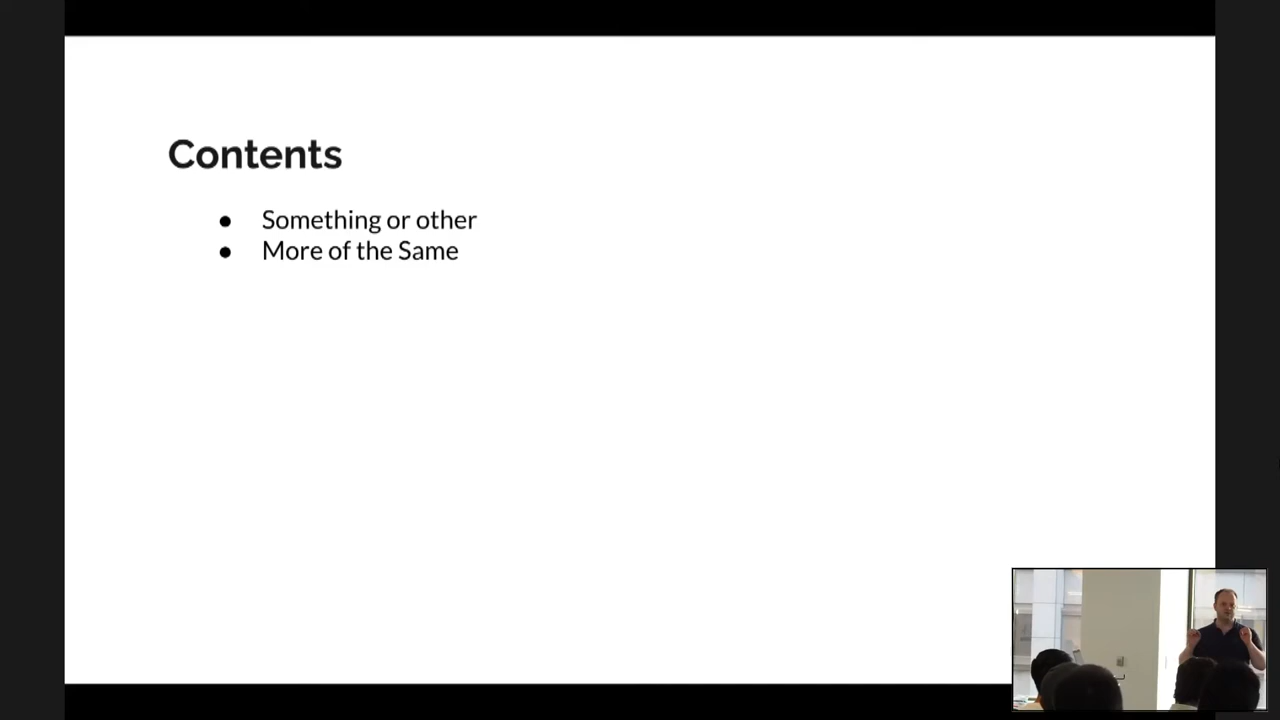 Contents
● Something or other
● More of the Same